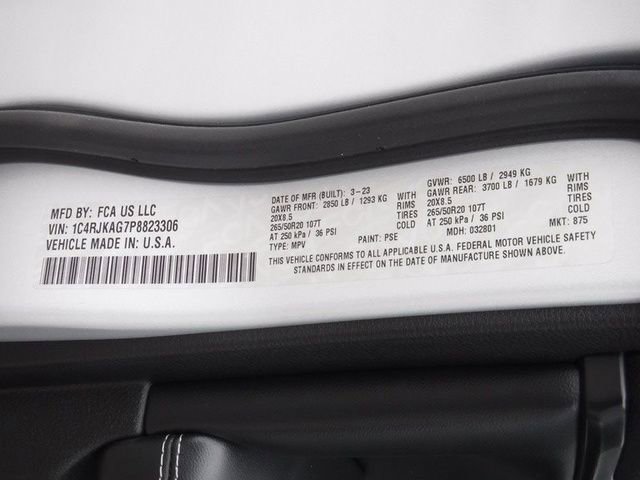 MFD BY: FCA US LLC
VIN: 1C4RJKAG7P8823306
VEHICLE MADE IN U.S.A.
DATE OF MFR (BUILT): 3-23
GAWR FRONT: 2850 LB / 1293 KG WITH
20X8.5 RIMS
265/50R20 107T TIRES
AT 250 kPA / 36 PSI COLD
TYPE: MPV PAINT: PSE
GVWR: 6500 LB / 2949 KG
GAWR REAR: 3700 LB / 1679 KG WITH
20X8.5 RIMS
265/50R20 107T TIRES
AT 250 kPA / 36 PSI COLD
MDH: 032801 MKT: 875
THIS VEHICLE CONFORMS TO ALL APPLICABLE U.S.A. FEDERAL MOTOR VEHICLE SAFETY
STANDARDS IN EFFECT ON THE DATE OF MANUFACTURE SHOWN ABOVE.